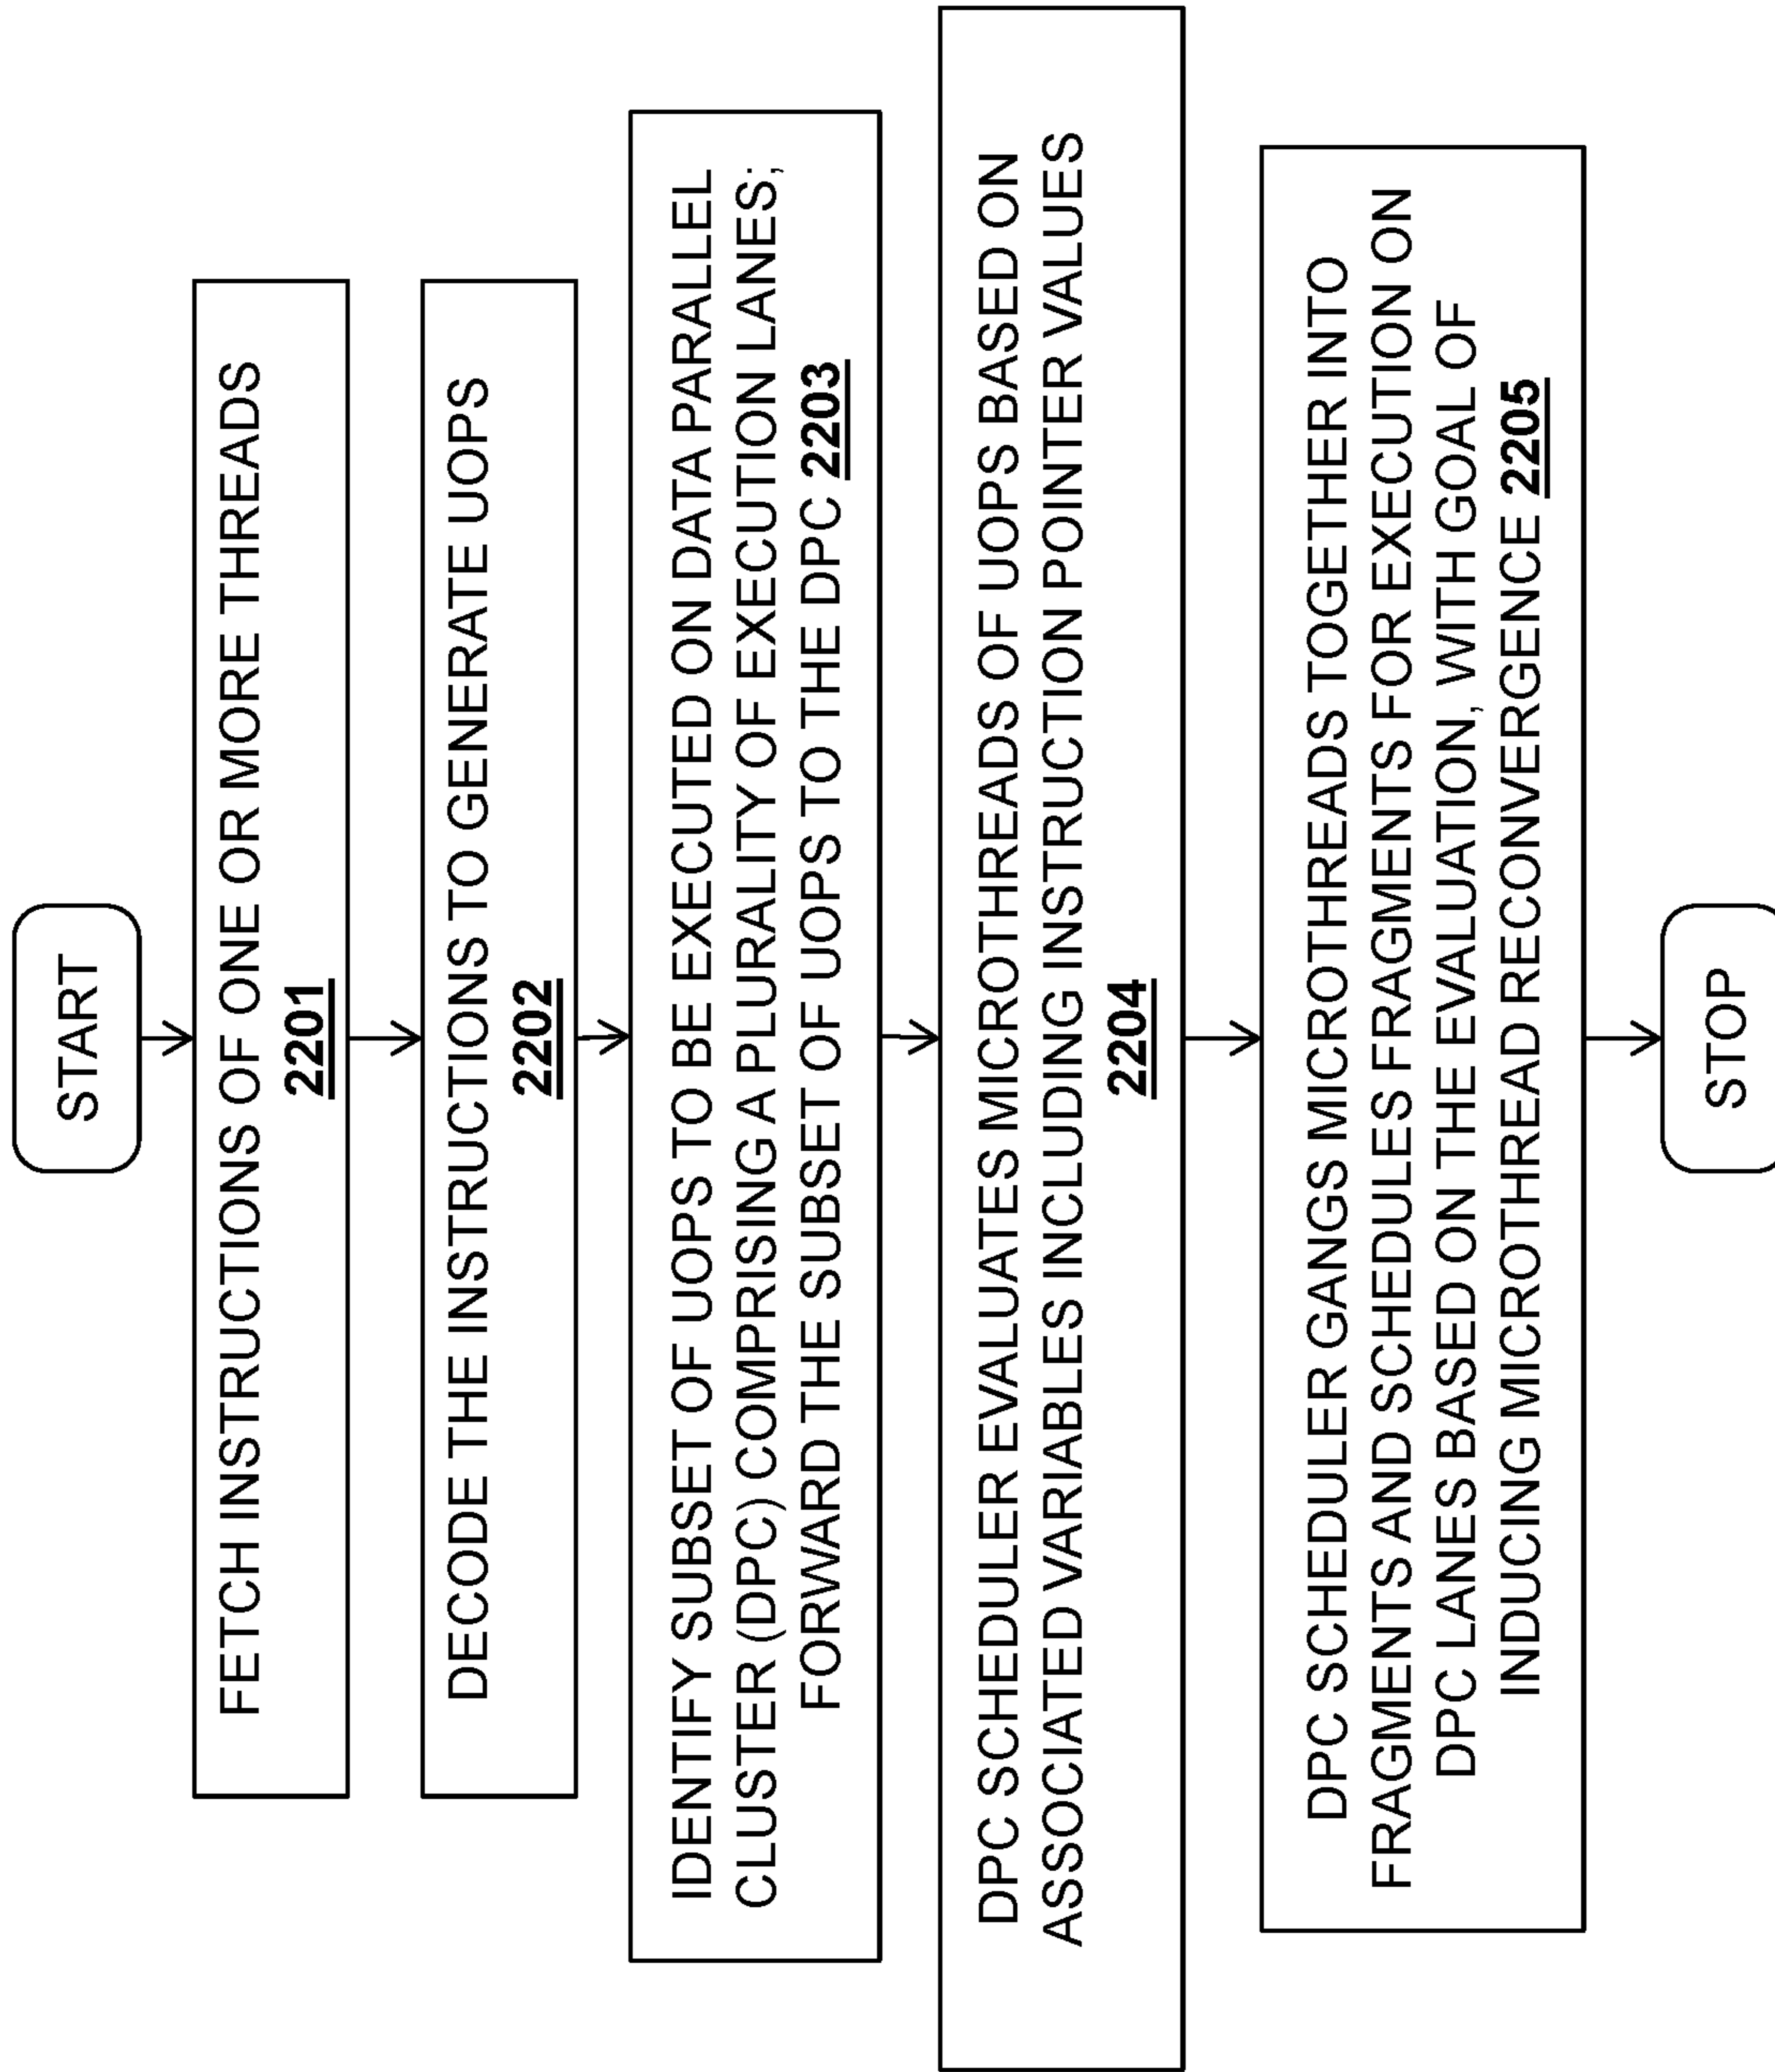 START
FETCH INSTRUCTIONS OF ONE OR MORE THREADS
2201
DECODE THE INSTRUCTIONS TO GENERATE UOPS
2202
IDENTIFY SUBSET OF UOPS TO BE EXECUTED ON DATA PARALLEL
CLUSTER (DPC) COMPRISING A PLURALITY OF EXECUTION LANES;
FORWARD THE SUBSET OF UOPS TO THE DPC 2203
DPC SCHEDULER EVALUATES MICROTHREADS OF UOPS BASED ON
ASSOCIATED VARIABLES INCLUDING INSTRUCTION POINTER VALUES
2204
DPC SCHEDULER GANGS MICROTHREADS TOGETHER INTO
FRAGMENTS AND SCHEDULES FRAGMENTS FOR EXECUTION ON
DPC LANES BASED ON THE EVALUATION, WITH GOAL OF
INDUCING MICROTHREAD RECONVERGENCE 2205
STOP